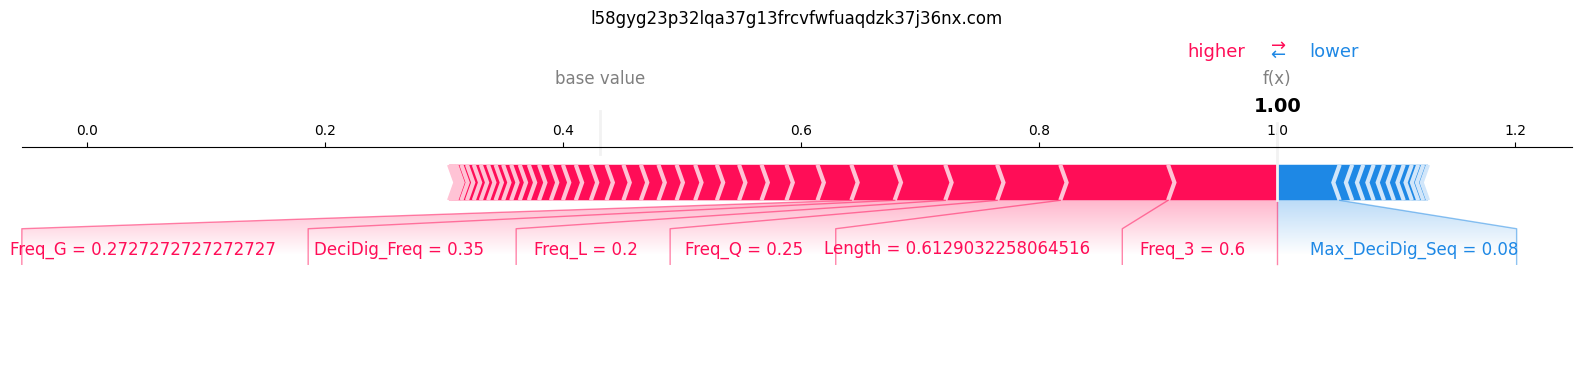 l58gyg23p32lqa37g13frcvfwfuaqdzk37j36nx.com
higher ⇄ lower
base value f(x)
1.00
0.0 0.2 0.4 0.6 0.8 1.0 1.2
Freq_G = 0.2727272727272727 DeciDig_Freq = 0.35 Freq_L = 0.2 Freq_Q = 0.25 Length = 0.6129032258064516 Freq_3 = 0.6 Max_DeciDig_Seq = 0.08